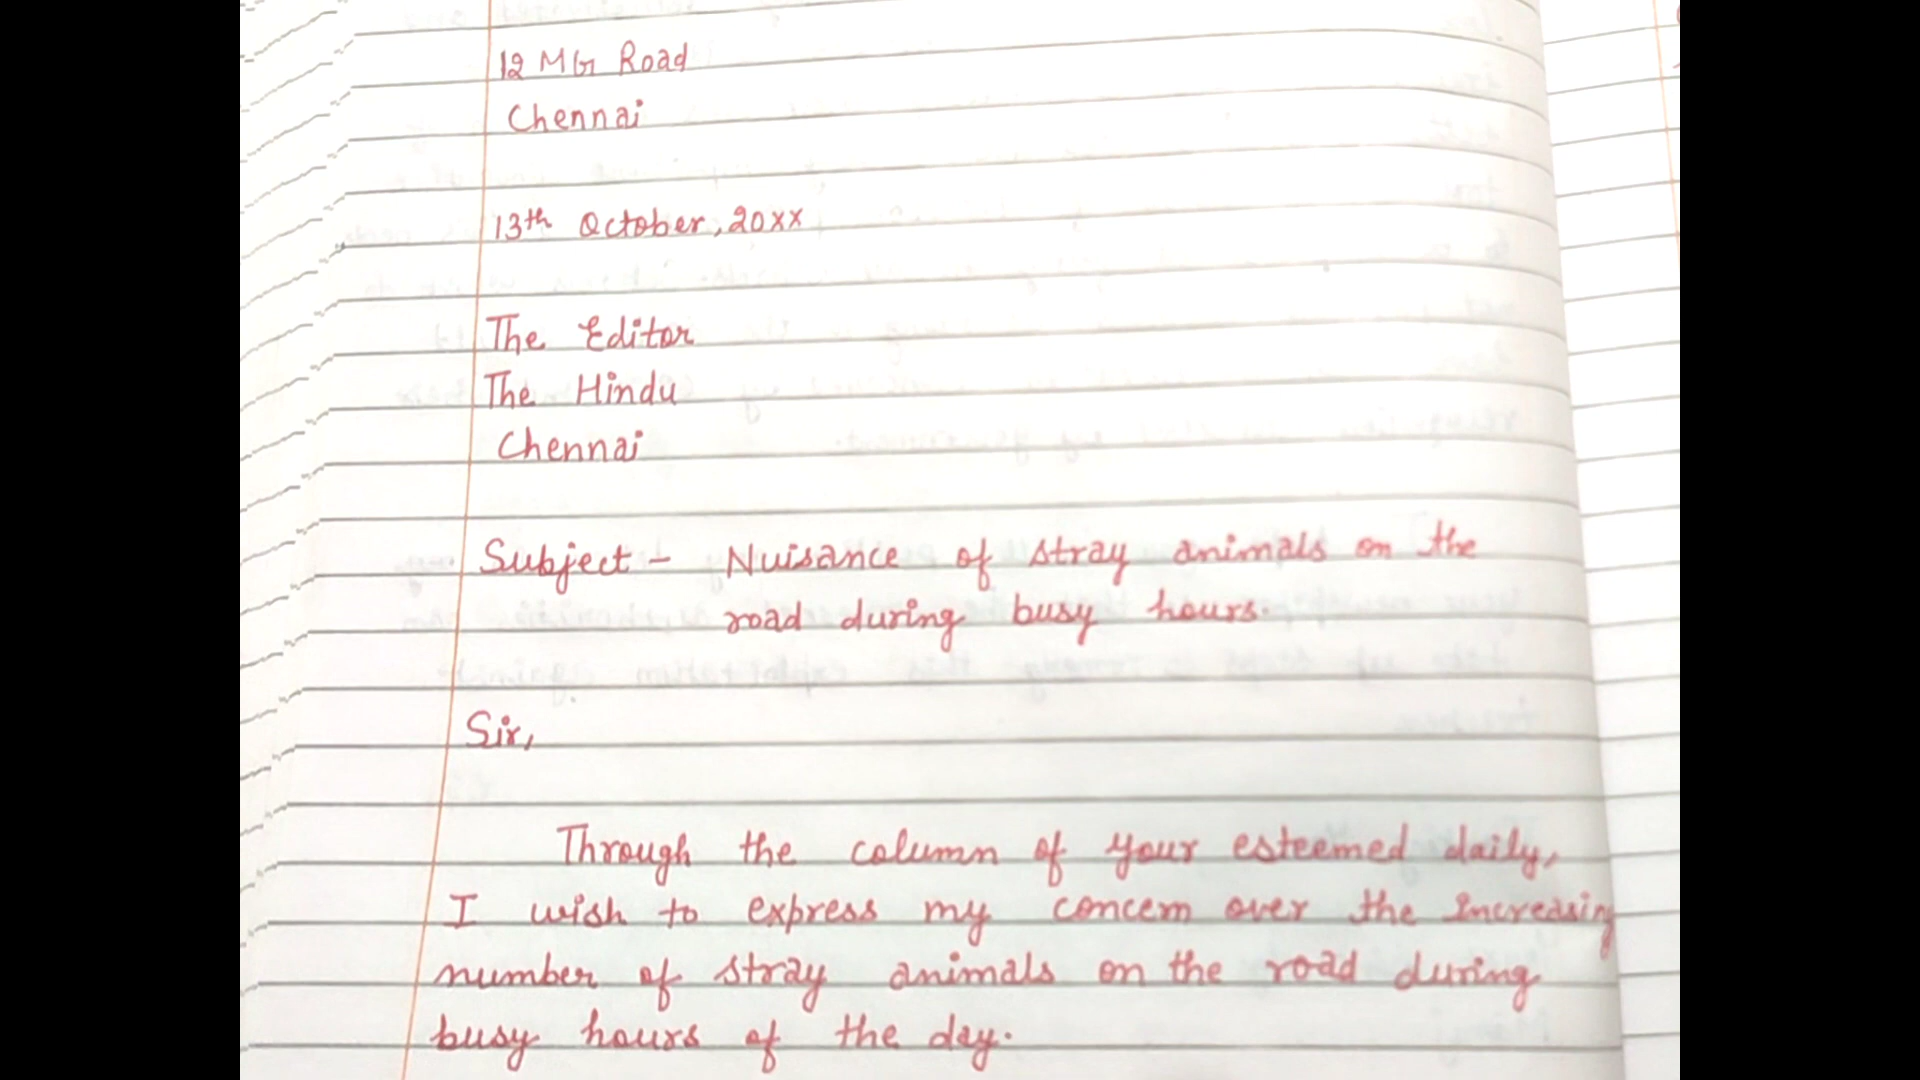 12 MG Road
Chennai
13th October, 20xx
The Editor
The Hindu
Chennai
Subject - Nuisance of stray animals on the
road during busy hours.
Sir,
Through the column of your esteemed daily,
I wish to express my concern over the Increasing
number of stray animals on the road during
busy hours of the day.